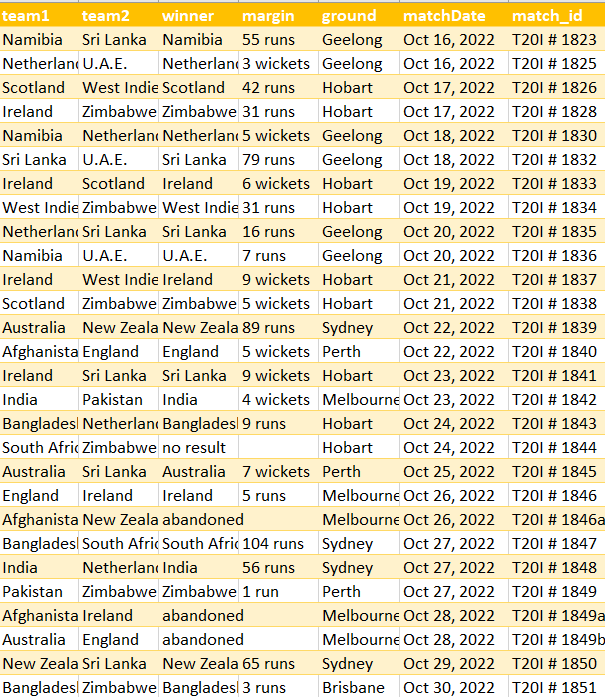 team1 team2 winner margin ground matchDate match_id
Namibia Sri Lanka Namibia 55 runs Geelong Oct 16, 2022 T20I # 1823
Netherland U.A.E. Netherland 3 wickets Geelong Oct 16, 2022 T20I # 1825
Scotland West Indie Scotland 42 runs Hobart Oct 17, 2022 T20I # 1826
Ireland Zimbabwe Zimbabwe 31 runs Hobart Oct 17, 2022 T20I # 1828
Namibia Netherland Netherland 5 wickets Geelong Oct 18, 2022 T20I # 1830
Sri Lanka U.A.E. Sri Lanka 79 runs Geelong Oct 18, 2022 T20I # 1832
Ireland Scotland Ireland 6 wickets Hobart Oct 19, 2022 T20I # 1833
West Indie Zimbabwe West Indie 31 runs Hobart Oct 19, 2022 T20I # 1834
Netherland Sri Lanka Sri Lanka 16 runs Geelong Oct 20, 2022 T20I # 1835
Namibia U.A.E. U.A.E. 7 runs Geelong Oct 20, 2022 T20I # 1836
Ireland West Indie Ireland 9 wickets Hobart Oct 21, 2022 T20I # 1837
Scotland Zimbabwe Zimbabwe 5 wickets Hobart Oct 21, 2022 T20I # 1838
Australia New Zeala New Zeala 89 runs Sydney Oct 22, 2022 T20I # 1839
Afghanista England England 5 wickets Perth Oct 22, 2022 T20I # 1840
Ireland Sri Lanka Sri Lanka 9 wickets Hobart Oct 23, 2022 T20I # 1841
India Pakistan India 4 wickets Melbourne Oct 23, 2022 T20I # 1842
Bangladesh Netherland Bangladesh 9 runs Hobart Oct 24, 2022 T20I # 1843
South Afric Zimbabwe no result Hobart Oct 24, 2022 T20I # 1844
Australia Sri Lanka Australia 7 wickets Perth Oct 25, 2022 T20I # 1845
England Ireland Ireland 5 runs Melbourne Oct 26, 2022 T20I # 1846
Afghanista New Zeala abandoned Melbourne Oct 26, 2022 T20I # 1846a
Bangladesh South Afric South Afric 104 runs Sydney Oct 27, 2022 T20I # 1847
India Netherland India 56 runs Sydney Oct 27, 2022 T20I # 1848
Pakistan Zimbabwe Zimbabwe 1 run Perth Oct 27, 2022 T20I # 1849
Afghanista Ireland abandoned Melbourne Oct 28, 2022 T20I # 1849a
Australia England abandoned Melbourne Oct 28, 2022 T20I # 1849b
New Zeala Sri Lanka New Zeala 65 runs Sydney Oct 29, 2022 T20I # 1850
Bangladesh Zimbabwe Bangladesh 3 runs Brisbane Oct 30, 2022 T20I # 1851